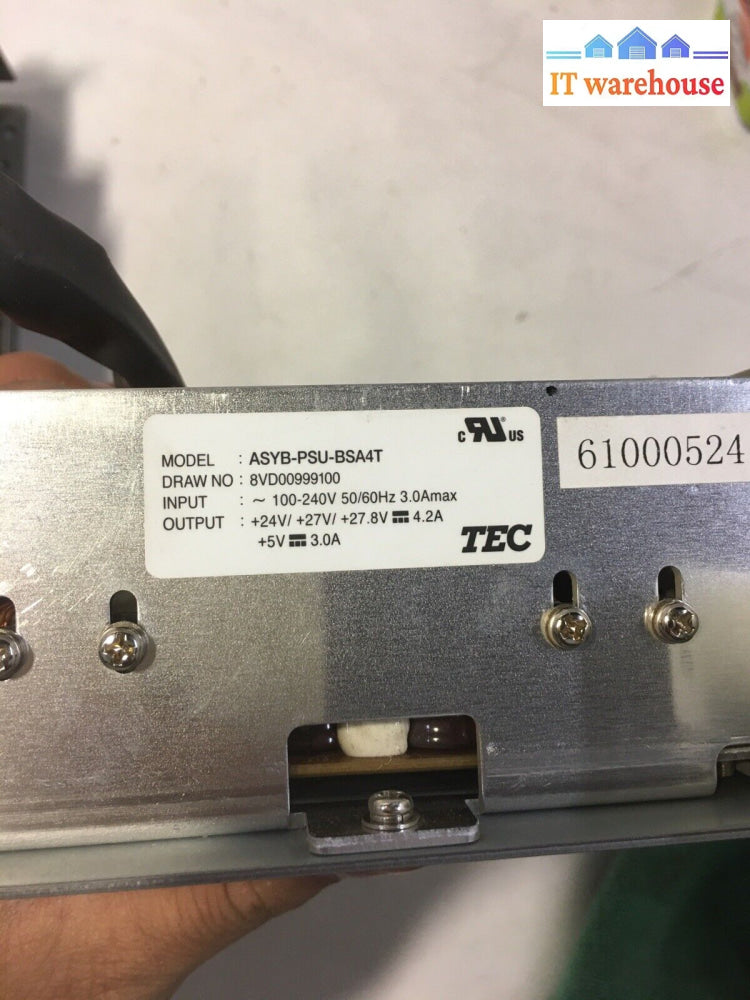 IT warehouse
c RU US
MODEL : ASYB-PSU-BSA4T
DRAW NO : 8VD00999100
INPUT : ~ 100-240V 50/60Hz 3.0Amax
OUTPUT : +24V/ +27V/ +27.8V ⎓ 4.2A
+5V ⎓ 3.0A
TEC
61000524